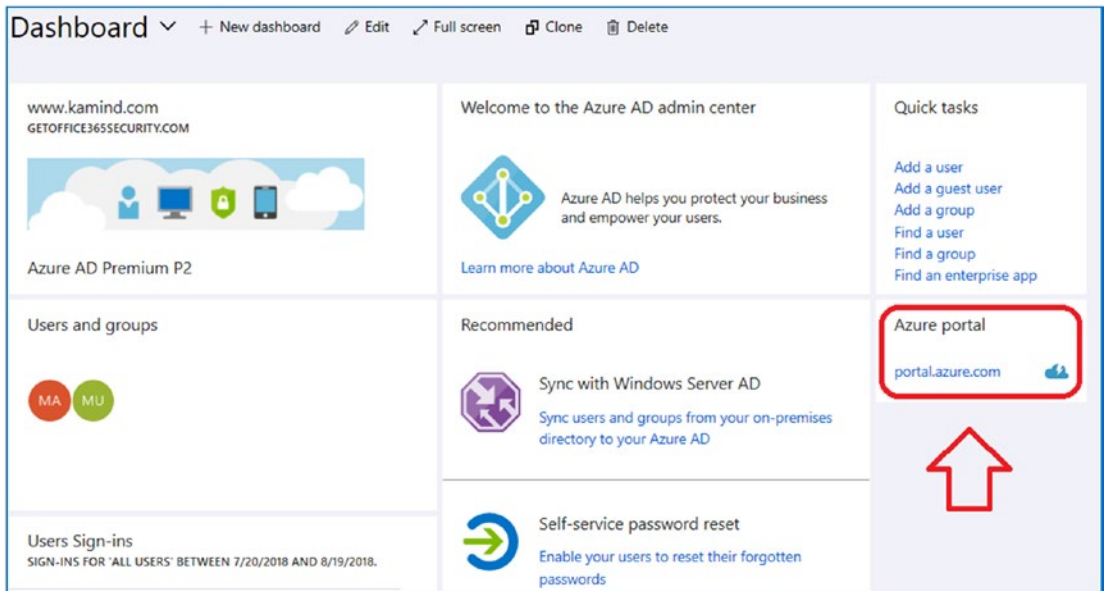 Dashboard
+ New dashboard
Edit
Full screen
Clone
Delete
www.kamind.com
GETOFFICE365SECURITY.COM
Azure AD Premium P2
Welcome to the Azure AD admin center
Azure AD helps you protect your business
and empower your users.
Learn more about Azure AD
Quick tasks
Add a user
Add a guest user
Add a group
Find a user
Find a group
Find an enterprise app
Users and groups
MA
MU
Recommended
Sync with Windows Server AD
Sync users and groups from your on-premises
directory to your Azure AD
Azure portal
portal.azure.com
Users Sign-ins
SIGN-INS FOR 'ALL USERS' BETWEEN 7/20/2018 AND 8/19/2018.
Self-service password reset
Enable your users to reset their forgotten
passwords